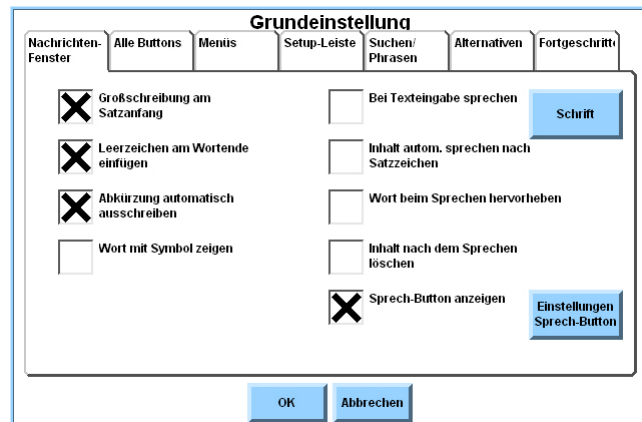 Grundeinstellung
Nachrichten-
Fenster
Alle Buttons
Menüs
Setup-Leiste
Suchen/
Phrasen
Alternativen
Fortgeschritte
Großschreibung am
Satzanfang
Leerzeichen am Wortende
einfügen
Abkürzung automatisch
ausschreiben
Wort mit Symbol zeigen
Bei Texteingabe sprechen
Inhalt autom. sprechen nach
Satzzeichen
Wort beim Sprechen hervorheben
Inhalt nach dem Sprechen
löschen
Sprech-Button anzeigen
Schrift
Einstellungen
Sprech-Button
OK
Abbrechen